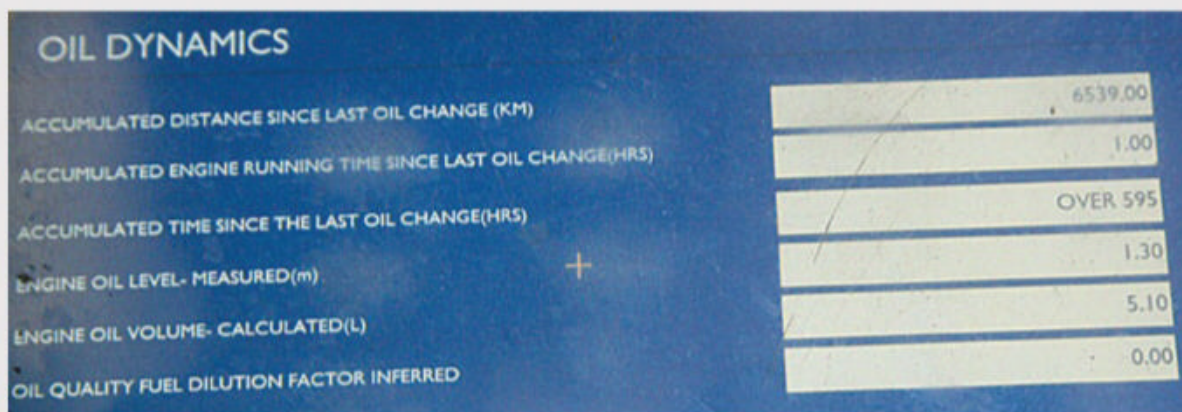 OIL DYNAMICS
ACCUMULATED DISTANCE SINCE LAST OIL CHANGE (KM) 6539.00
ACCUMULATED ENGINE RUNNING TIME SINCE LAST OIL CHANGE(HRS) 1.00
ACCUMULATED TIME SINCE THE LAST OIL CHANGE(HRS) OVER 595
ENGINE OIL LEVEL- MEASURED(m) 1.30
ENGINE OIL VOLUME- CALCULATED(L) 5.10
OIL QUALITY FUEL DILUTION FACTOR INFERRED 0.00